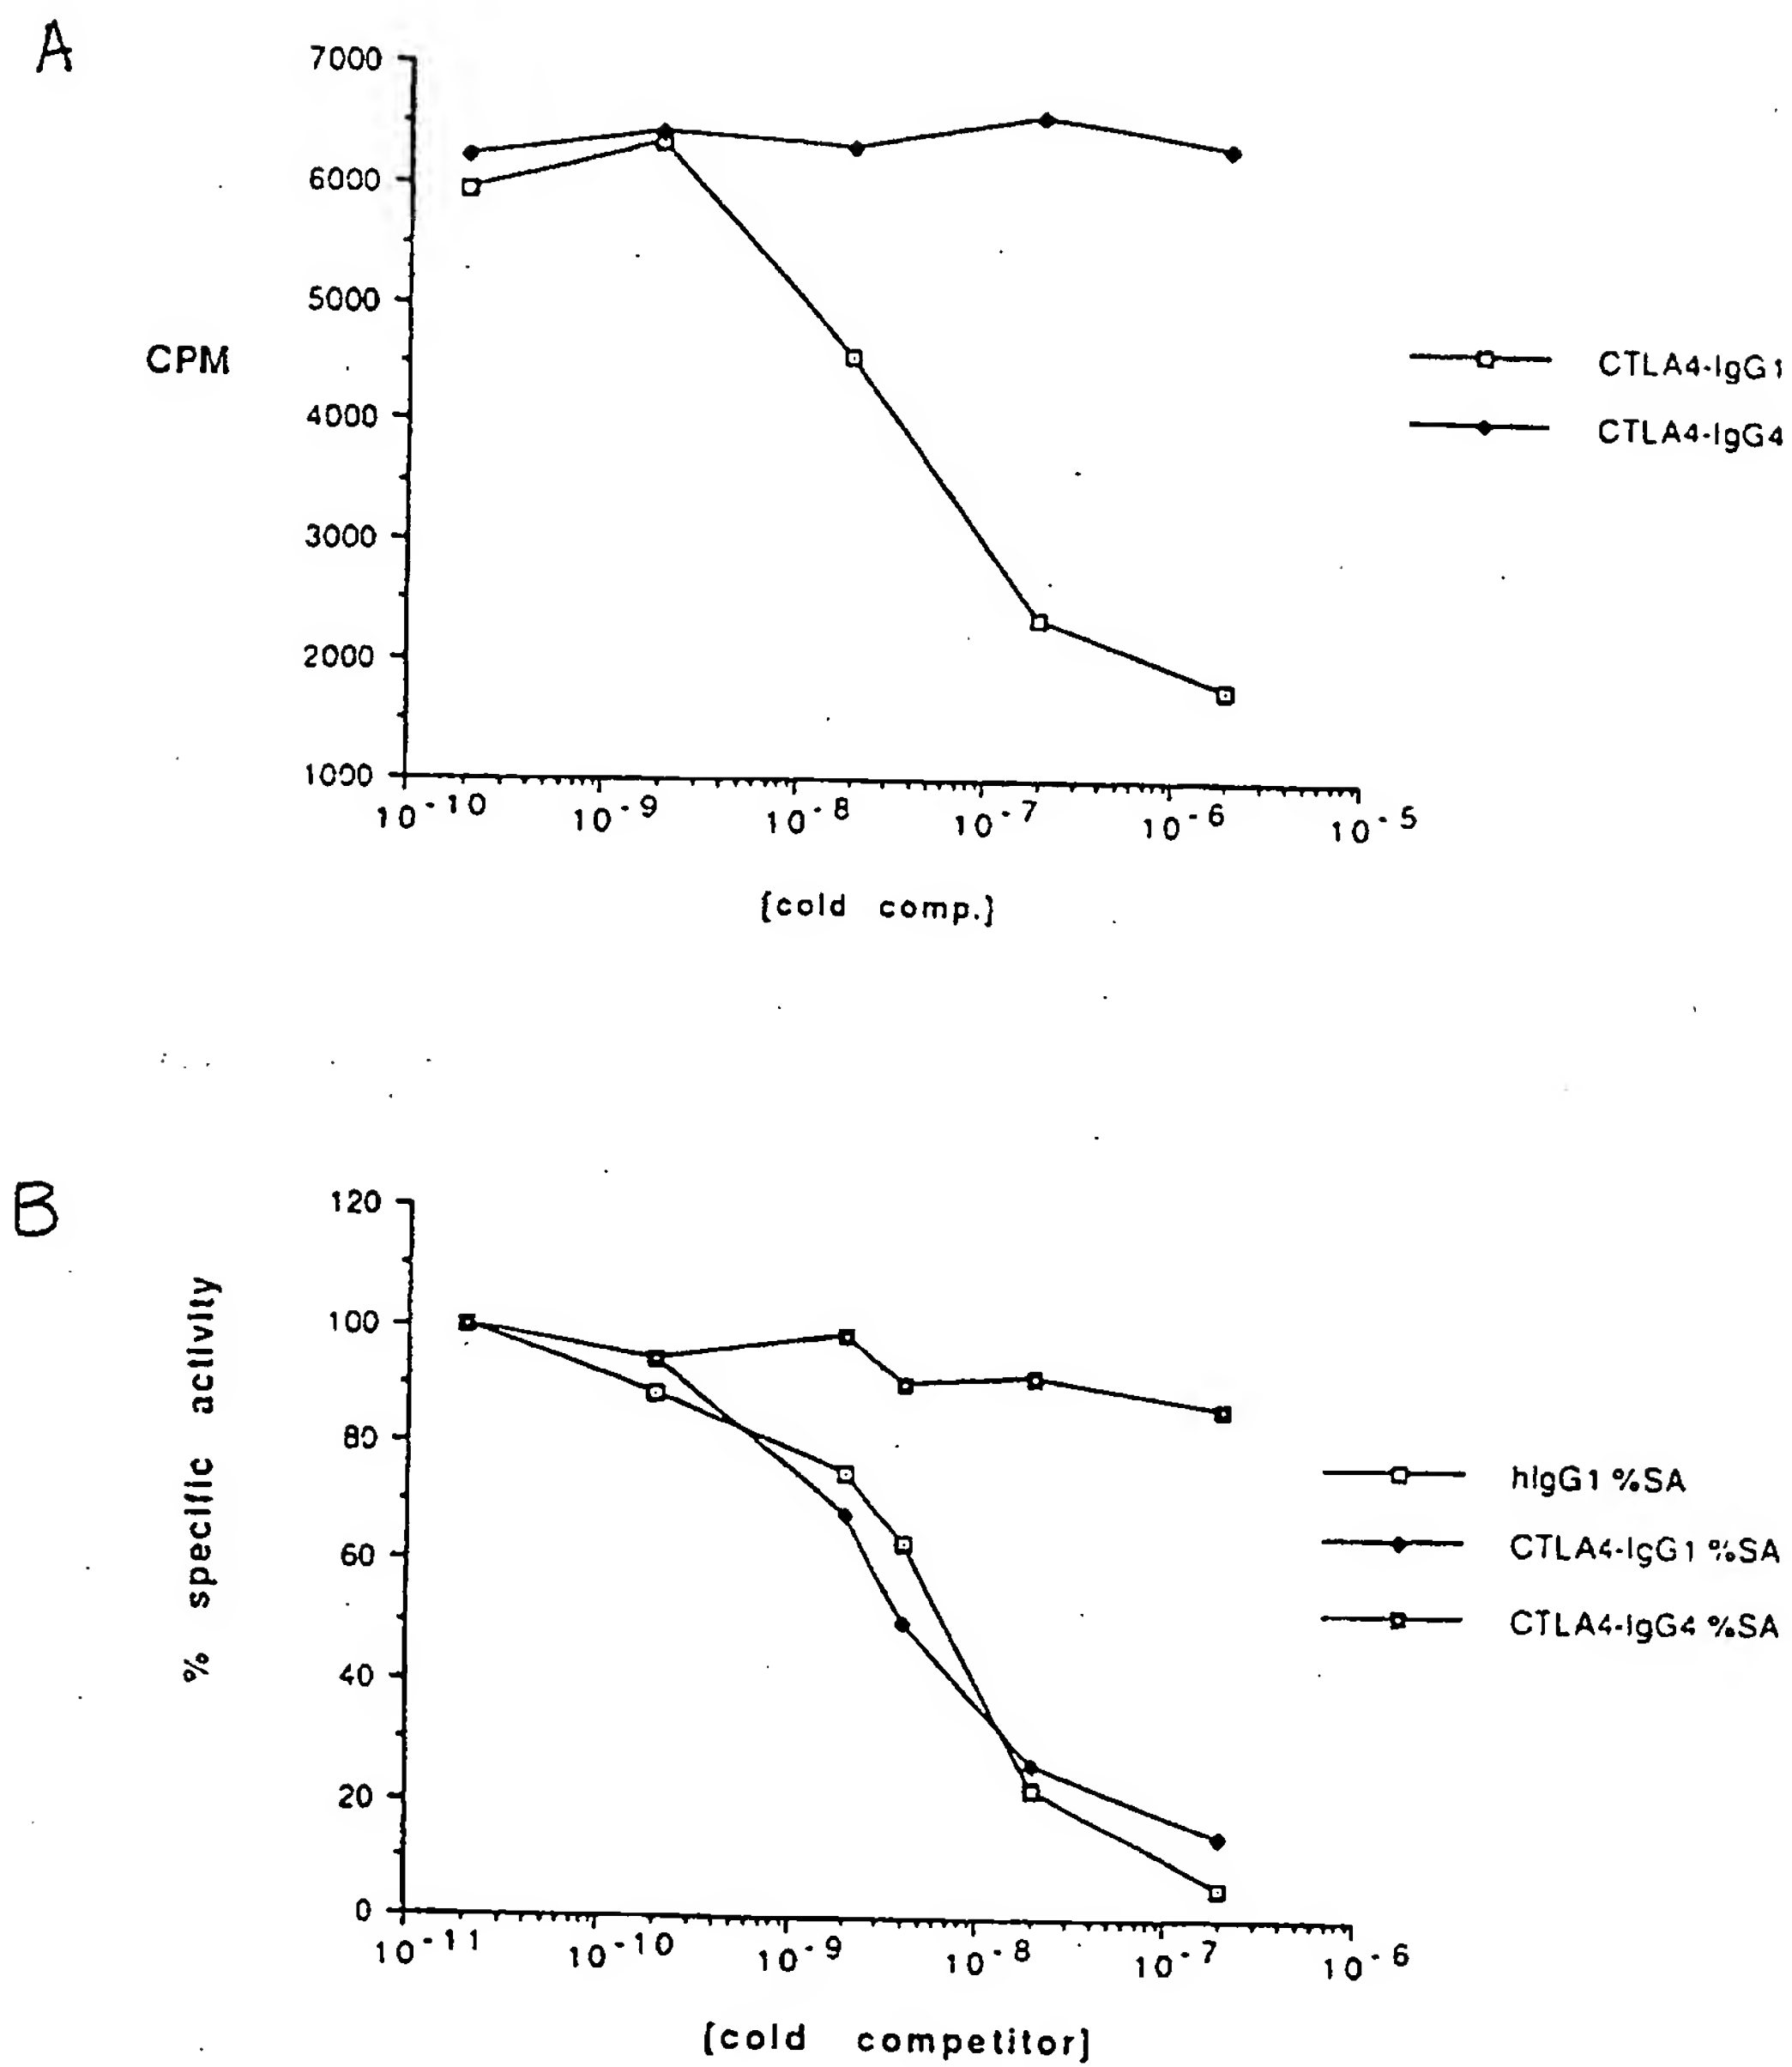 A
7000
6000
5000
CPM
4000
3000
2000
1000
10-10 10-9 10-8 10-7 10-6 10-5
[cold comp.]
CTLA4-IgG1
CTLA4-IgG4
B
120
100
80
60
40
20
0
% specific activity
10-11 10-10 10-9 10-8 10-7 10-6
[cold competitor]
hIgG1 %SA
CTLA4-IgG1 %SA
CTLA4-IgG4 %SA